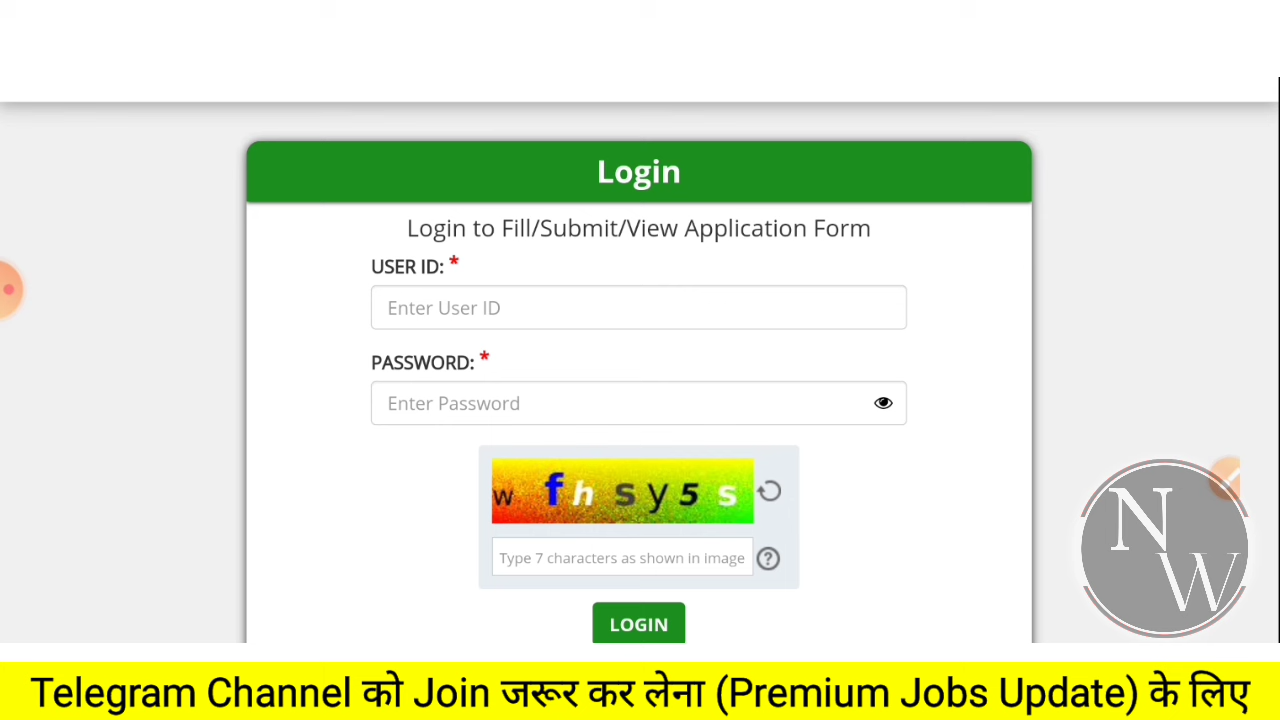 Login
Login to Fill/Submit/View Application Form
USER ID: *
Enter User ID
PASSWORD: *
Enter Password
w f h s y 5 s
Type 7 characters as shown in image
LOGIN
NW
Telegram Channel को Join जरूर कर लेना (Premium Jobs Update) के लिए